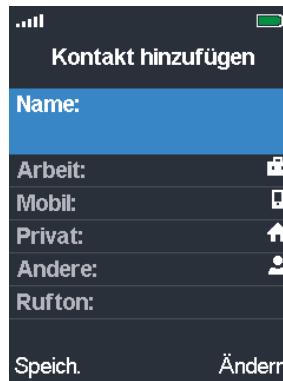 Kontakt hinzufügen
Name:
Arbeit:
Mobil:
Privat:
Andere:
Rufton:
Speich. Ändern